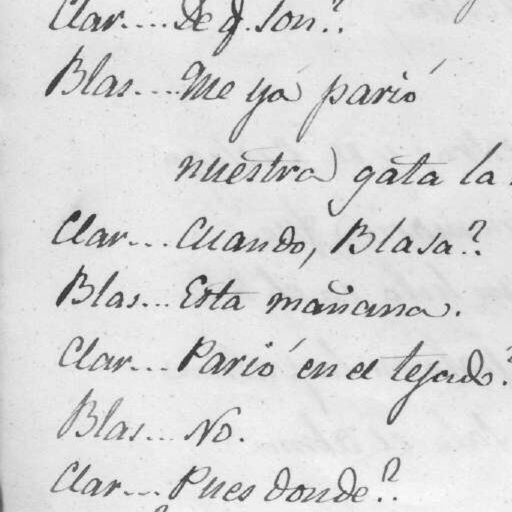 Clar.... De q. son?.
Blas.... Me yá parió
nuestra gata la
Clar... Cuando, Blasa?.
Blas... Esta mañana.
Clar... Parió en el tejado?
Blas... No.
Clar... Pues donde?.